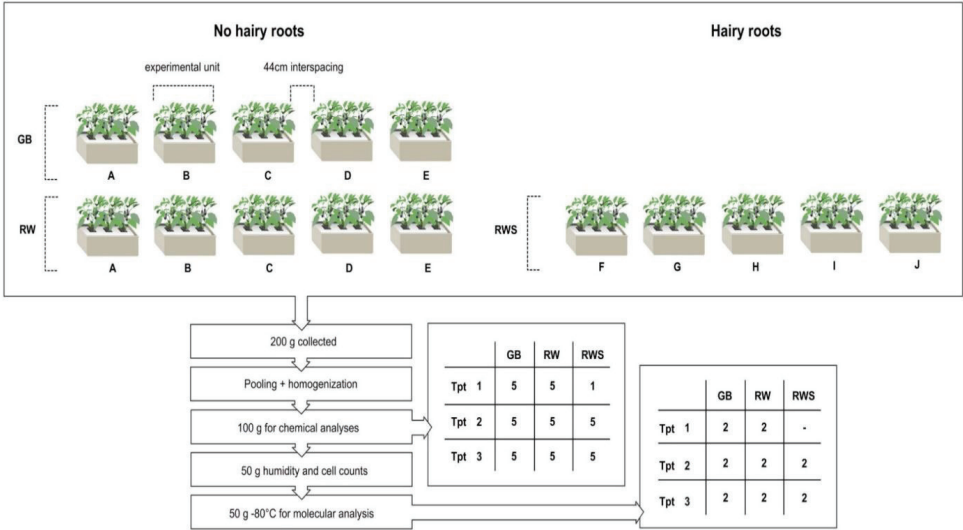 No hairy roots
Hairy roots
experimental unit
44cm interspacing
GB
A B C D E
RW
RWS
A B C D E
F G H I J
200 g collected
Pooling + homogenization
100 g for chemical analyses
50 g humidity and cell counts
50 g -80°C for molecular analysis
GB RW RWS
Tpt 1 5 5 1
Tpt 2 5 5 5
Tpt 3 5 5 5
GB RW RWS
Tpt 1 2 2 -
Tpt 2 2 2 2
Tpt 3 2 2 2